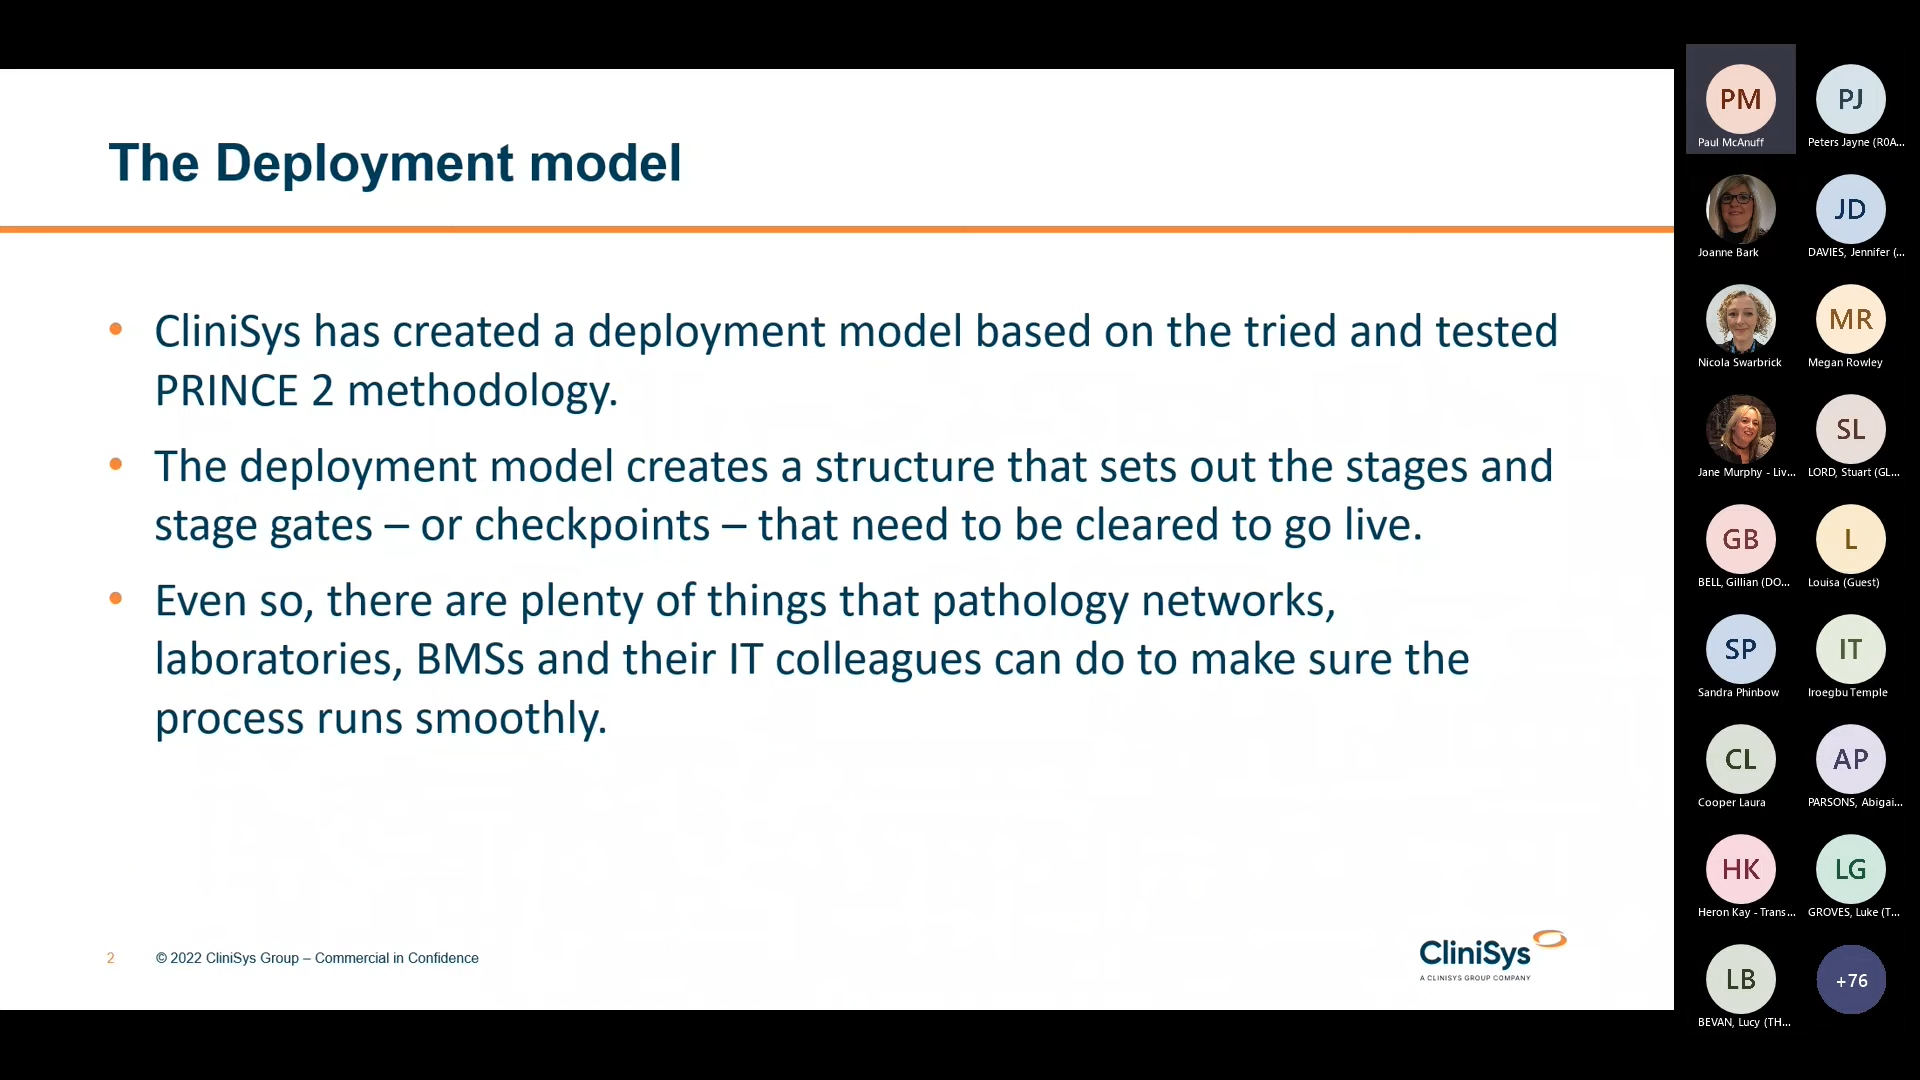 The Deployment model
• CliniSys has created a deployment model based on the tried and tested
PRINCE 2 methodology.
• The deployment model creates a structure that sets out the stages and
stage gates – or checkpoints – that need to be cleared to go live.
• Even so, there are plenty of things that pathology networks,
laboratories, BMSs and their IT colleagues can do to make sure the
process runs smoothly.
2
© 2022 CliniSys Group – Commercial in Confidence
CliniSys
A CLINISYS GROUP COMPANY
PM
Paul McAnuff
PJ
Peters Jayne (R0A...
Joanne Bark
JD
DAVIES, Jennifer (...
Nicola Swarbrick
MR
Megan Rowley
Jane Murphy - Liv...
SL
LORD, Stuart (GL...
GB
BELL, Gillian (DO...
L
Louisa (Guest)
SP
Sandra Phinbow
IT
Iroegbu Temple
CL
Cooper Laura
AP
PARSONS, Abigai...
HK
Heron Kay - Trans...
LG
GROVES, Luke (T...
LB
BEVAN, Lucy (TH...
+76